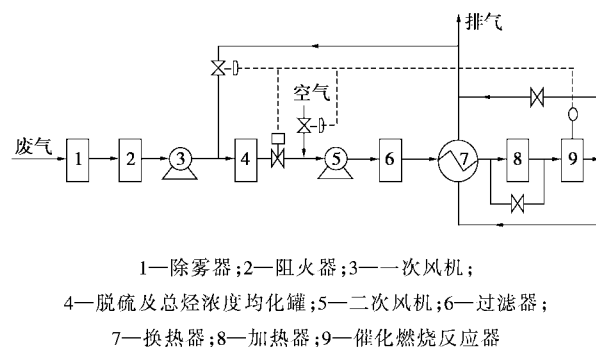 排气
空气
废气
1
2
3
4
5
6
7
8
9
1—除雾器;2—阻火器;3—一次风机;
4—脱硫及总烃浓度均化罐;5—二次风机;6—过滤器;
7—换热器;8—加热器;9—催化燃烧反应器